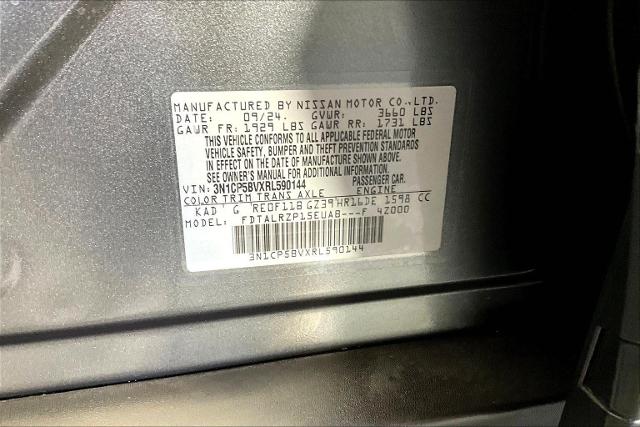 MANUFACTURED BY NISSAN MOTOR CO.,LTD.
DATE: 09/24. GVWR: 3660 LBS
GAWR FR: 1929 LBS GAWR RR: 1731 LBS
THIS VEHICLE CONFORMS TO ALL APPLICABLE FEDERAL MOTOR
VEHICLE SAFETY, BUMPER AND THEFT PREVENTION STANDARDS
IN EFFECT ON THE DATE OF MANUFACTURE SHOWN ABOVE.
SEE OWNER'S MANUAL FOR ADDITIONAL INFORMATION.
VIN: 3N1CP5BVXRL590144 PASSENGER CAR.
COLOR TRIM TRANS AXLE ENGINE
KAD G RE0F11B GZ39 HR16DE 1598 CC
MODEL: FDTALRZP15EUA8---F 4Z000
3N1CP5BVXRL590144